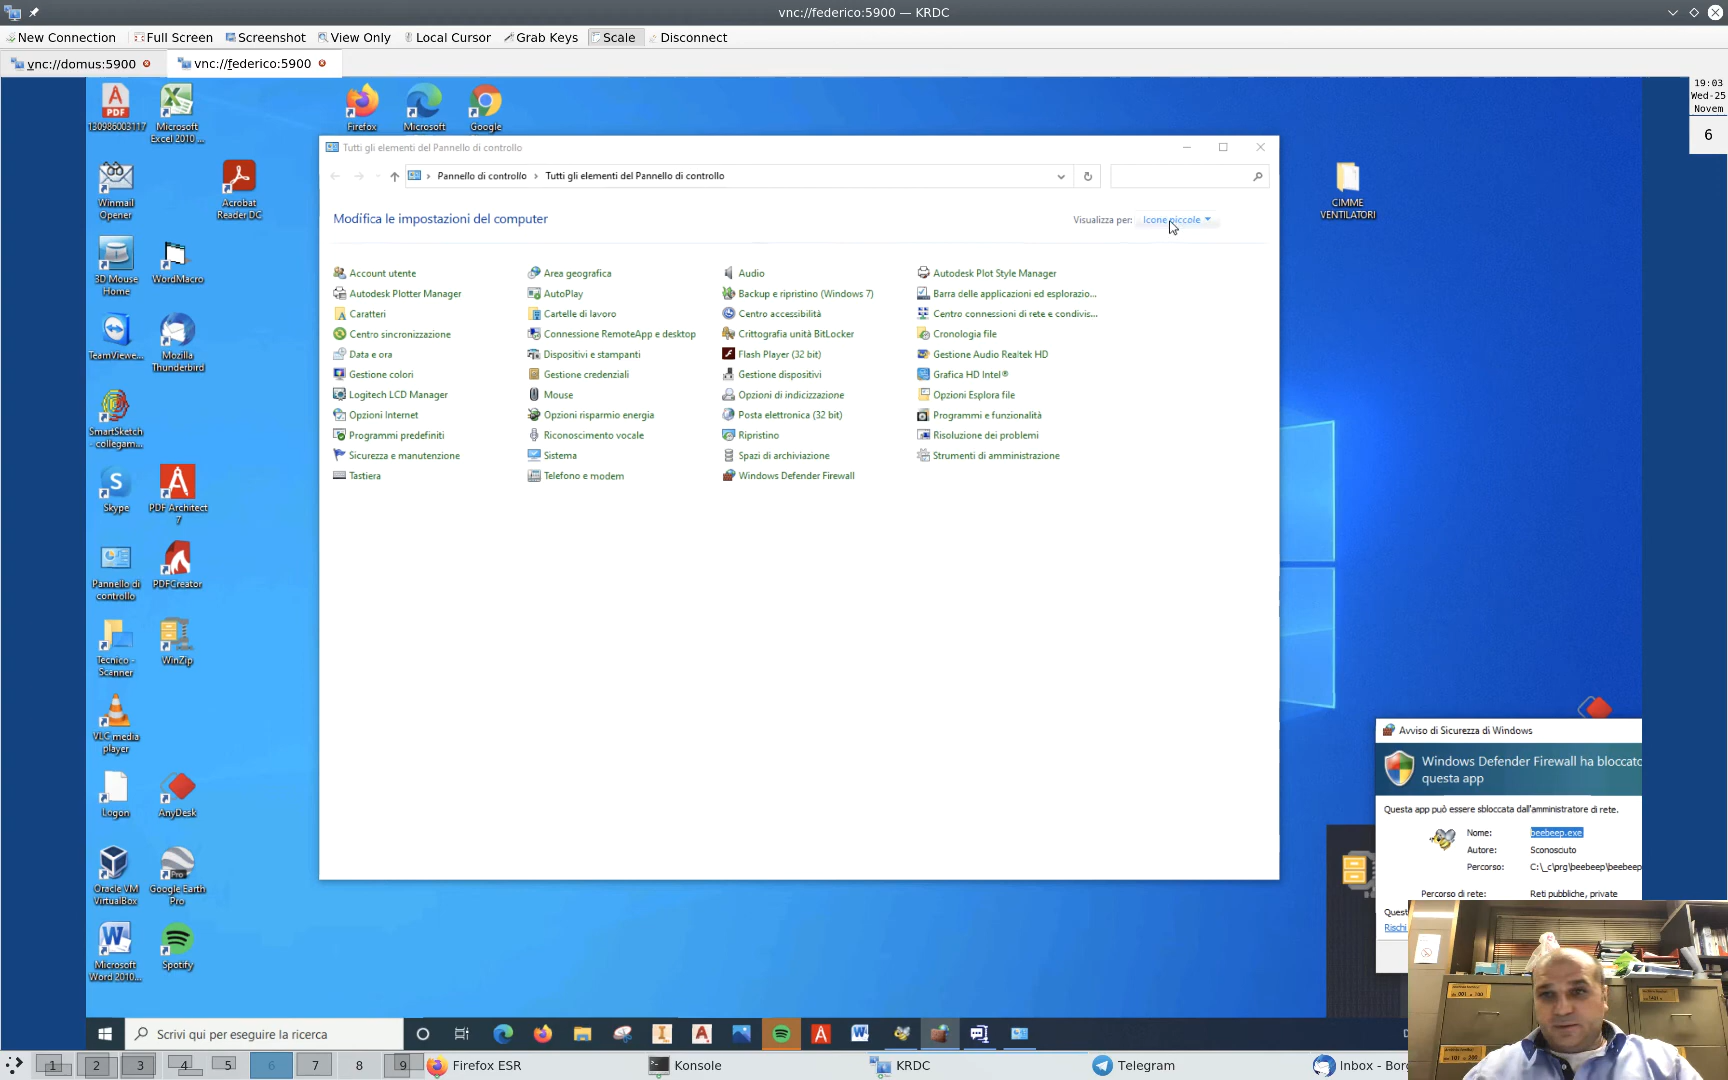 vnc://federico:5900 — KRDC
New Connection Full Screen Screenshot View Only Local Cursor Grab Keys Scale Disconnect
vnc://domus:5900 vnc://federico:5900
19:03
Wed-25
Novem
6
130986003117
Microsoft Excel 2010 ...
Firefox
Microsoft
Google
Winmail Opener
Acrobat Reader DC
3D Mouse Home
WordMacro
TeamViewe...
Mozilla Thunderbird
SmartSketch - collegam...
Skype
PDF Architect 7
Pannello di controllo
PDFCreator
Tecnico - Scanner
WinZip
VLC media player
Logon
AnyDesk
Oracle VM VirtualBox
Google Earth Pro
Microsoft Word 2010...
Spotify
CIMME VENTILATORI
Tutti gli elementi del Pannello di controllo
Pannello di controllo › Tutti gli elementi del Pannello di controllo
Modifica le impostazioni del computer
Visualizza per: Icone piccole
Account utente Area geografica Audio Autodesk Plot Style Manager
Autodesk Plotter Manager AutoPlay Backup e ripristino (Windows 7) Barra delle applicazioni ed esplorazio...
Caratteri Cartelle di lavoro Centro accessibilità Centro connessioni di rete e condivis...
Centro sincronizzazione Connessione RemoteApp e desktop Crittografia unità BitLocker Cronologia file
Data e ora Dispositivi e stampanti Flash Player (32 bit) Gestione Audio Realtek HD
Gestione colori Gestione credenziali Gestione dispositivi Grafica HD Intel®
Logitech LCD Manager Mouse Opzioni di indicizzazione Opzioni Esplora file
Opzioni Internet Opzioni risparmio energia Posta elettronica (32 bit) Programmi e funzionalità
Programmi predefiniti Riconoscimento vocale Ripristino Risoluzione dei problemi
Sicurezza e manutenzione Sistema Spazi di archiviazione Strumenti di amministrazione
Tastiera Telefono e modem Windows Defender Firewall
Avviso di Sicurezza di Windows
Windows Defender Firewall ha bloccato
questa app
Questa app può essere sbloccata dall'amministratore di rete.
Nome: beebeep.exe
Autore: Sconosciuto
Percorso: C:\_c\prg\beebeep\beebeep
Percorso di rete: Reti pubbliche, private
Quest
Rischi
Scrivi qui per eseguire la ricerca
1 2 3 4 5 6 7 8 9 Firefox ESR Konsole KRDC Telegram Inbox - Borg